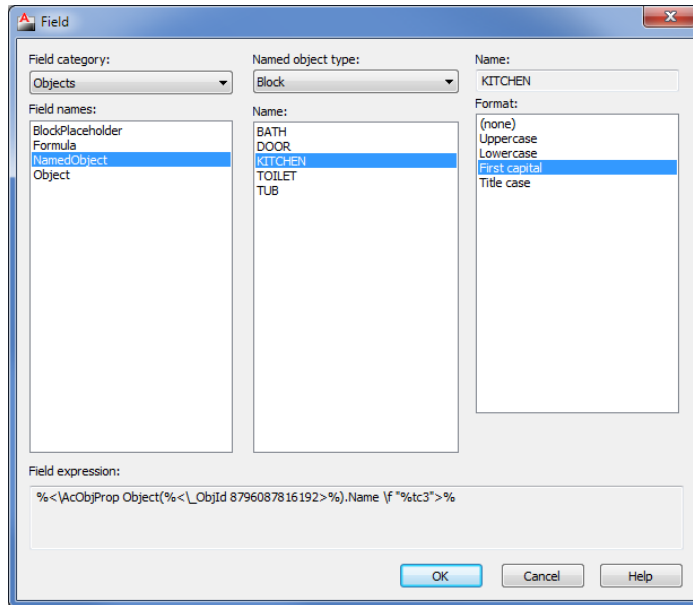 Field
Field category:
Objects
Field names:
BlockPlaceholder
Formula
NamedObject
Object
Named object type:
Block
Name:
BATH
DOOR
KITCHEN
TOILET
TUB
Name:
KITCHEN
Format:
(none)
Uppercase
Lowercase
First capital
Title case
Field expression:
%<\AcObjProp Object(%<\_ObjId 8796087816192>%).Name \f "%tc3">%
OK
Cancel
Help